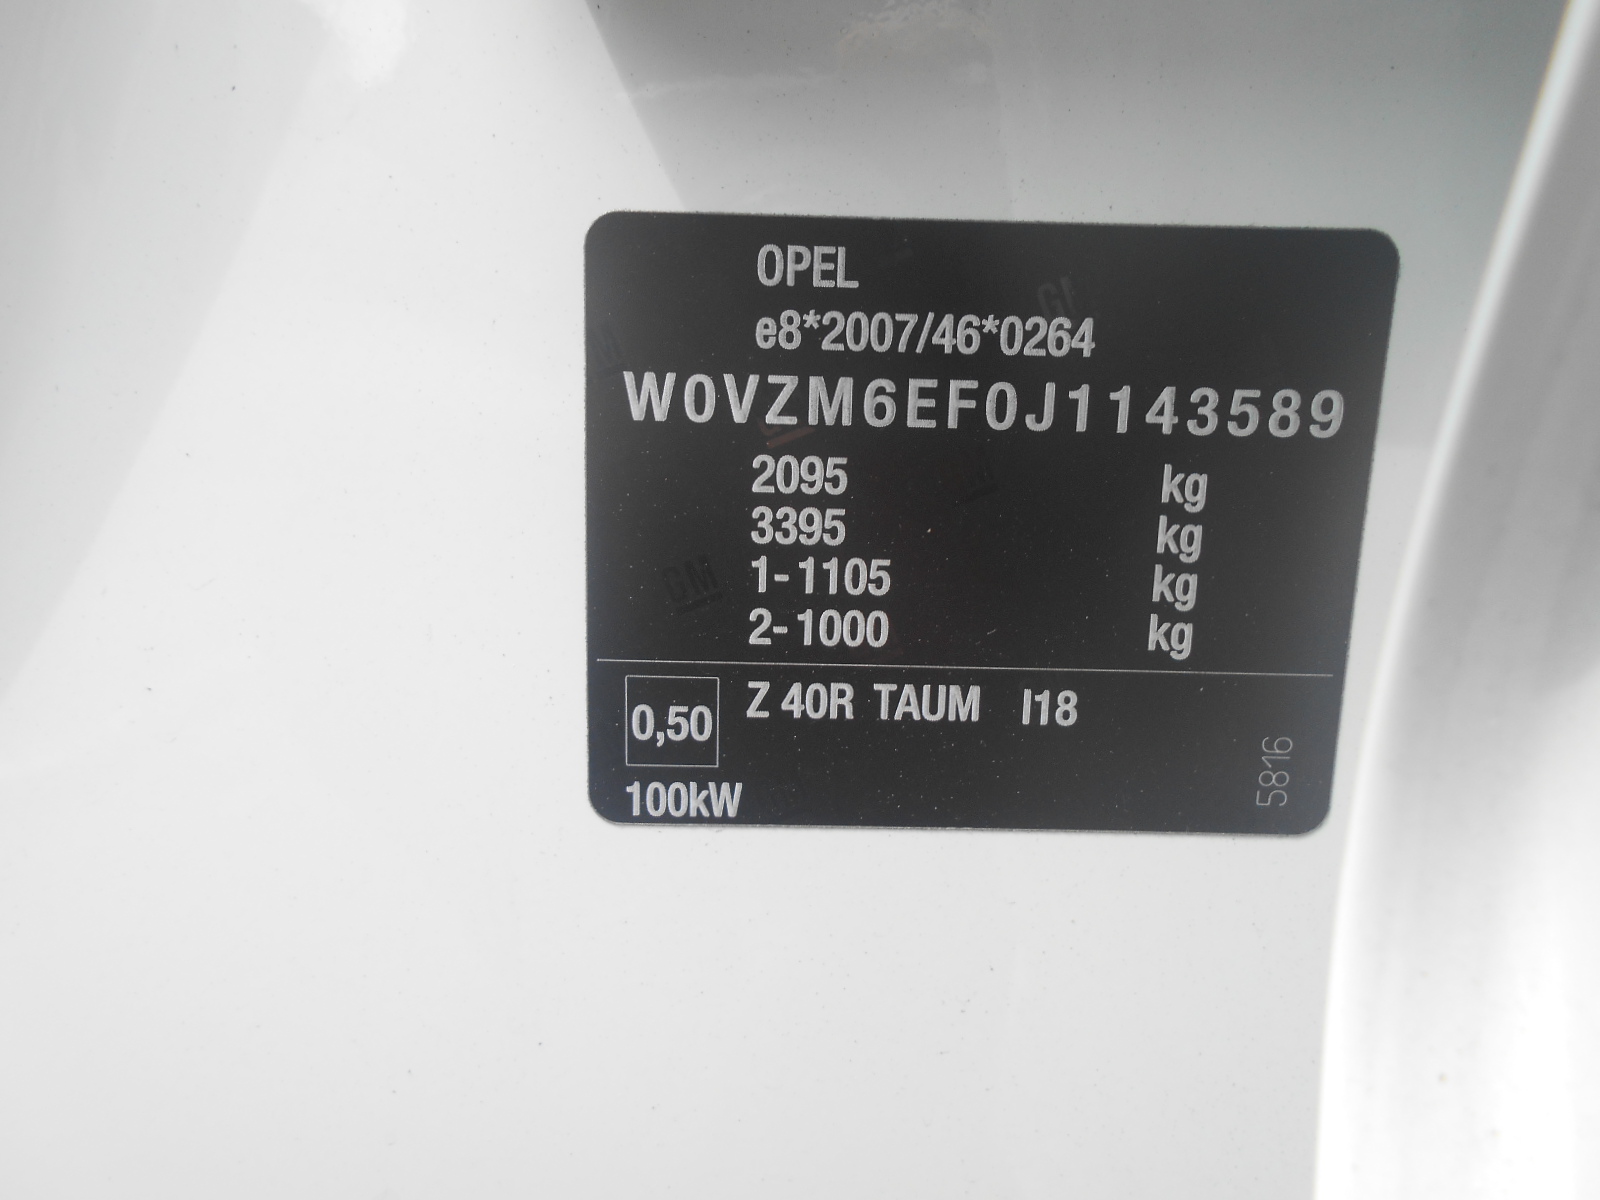 OPEL
e8*2007/46*0264
W0VZM6EF0J1143589
2095 kg
3395 kg
1-1105 kg
2-1000 kg
0,50 Z 40R TAUM I18
100kW
5816
GM